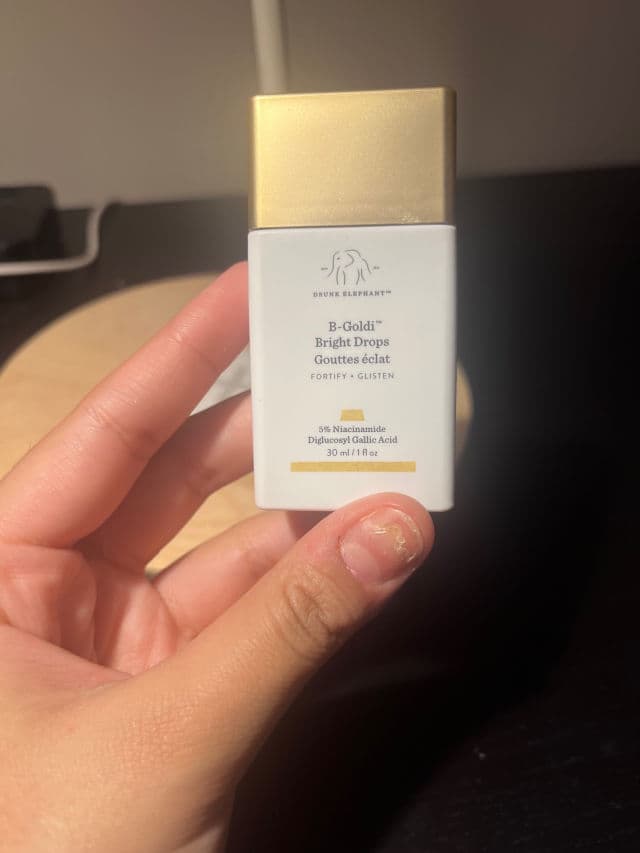 DRUNK ELEPHANT™
B-Goldi™
Bright Drops
Gouttes éclat
FORTIFY • GLISTEN
5% Niacinamide
Diglucosyl Gallic Acid
30 ml / 1 fl oz